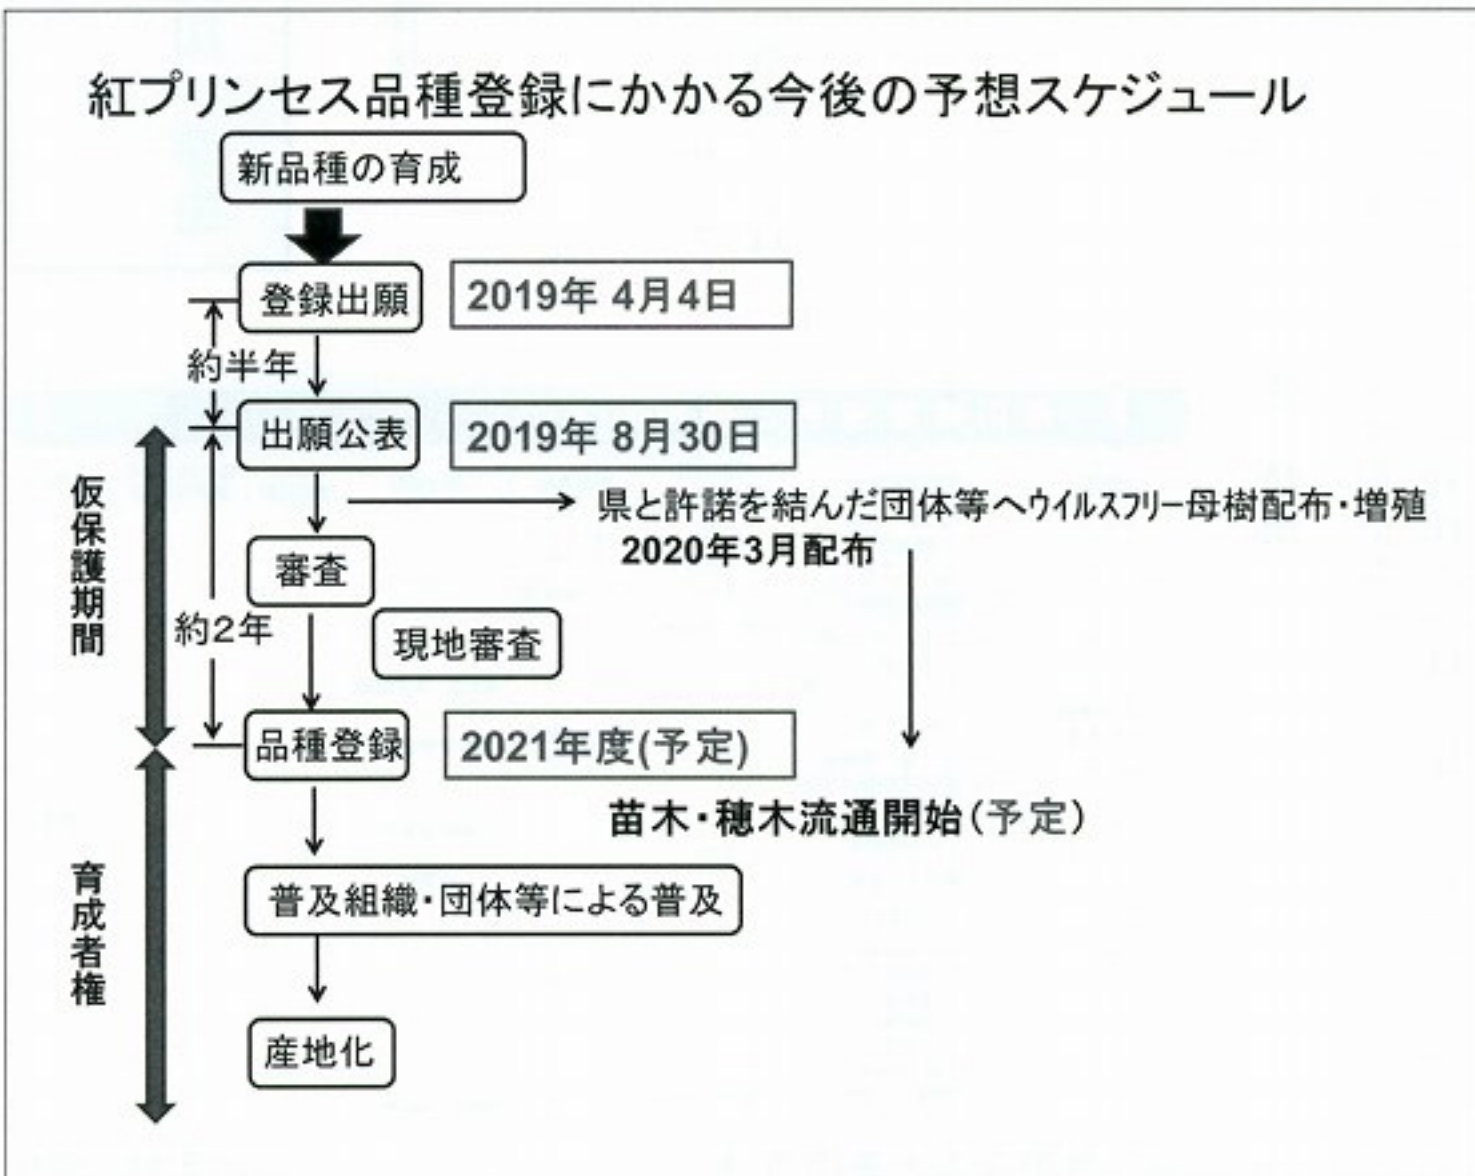 紅プリンセス品種登録にかかる今後の予想スケジュール
新品種の育成
登録出願
2019年 4月4日
約半年
出願公表
2019年 8月30日
仮保護期間
県と許諾を結んだ団体等へウイルスフリー母樹配布・増殖
2020年3月配布
審査
約2年
現地審査
品種登録
2021年度(予定)
苗木・穂木流通開始(予定)
育成者権
普及組織・団体等による普及
産地化